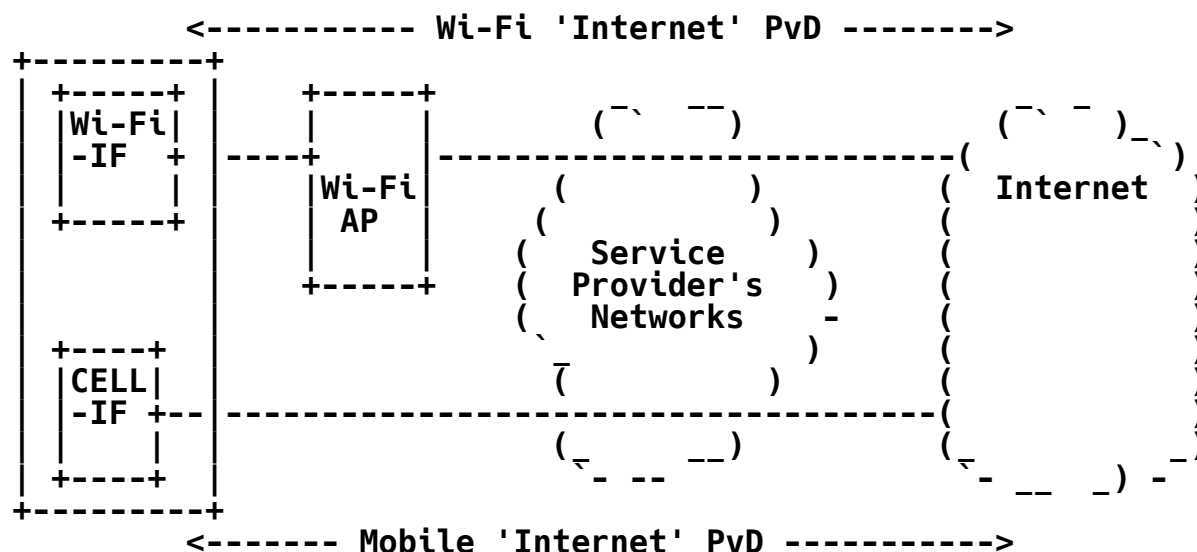 <----------- Wi-Fi 'Internet' PvD -------->
Wi-Fi
-IF
Wi-Fi
AP
Internet
Service
Provider's
Networks
CELL
-IF
<------- Mobile 'Internet' PvD ----------->